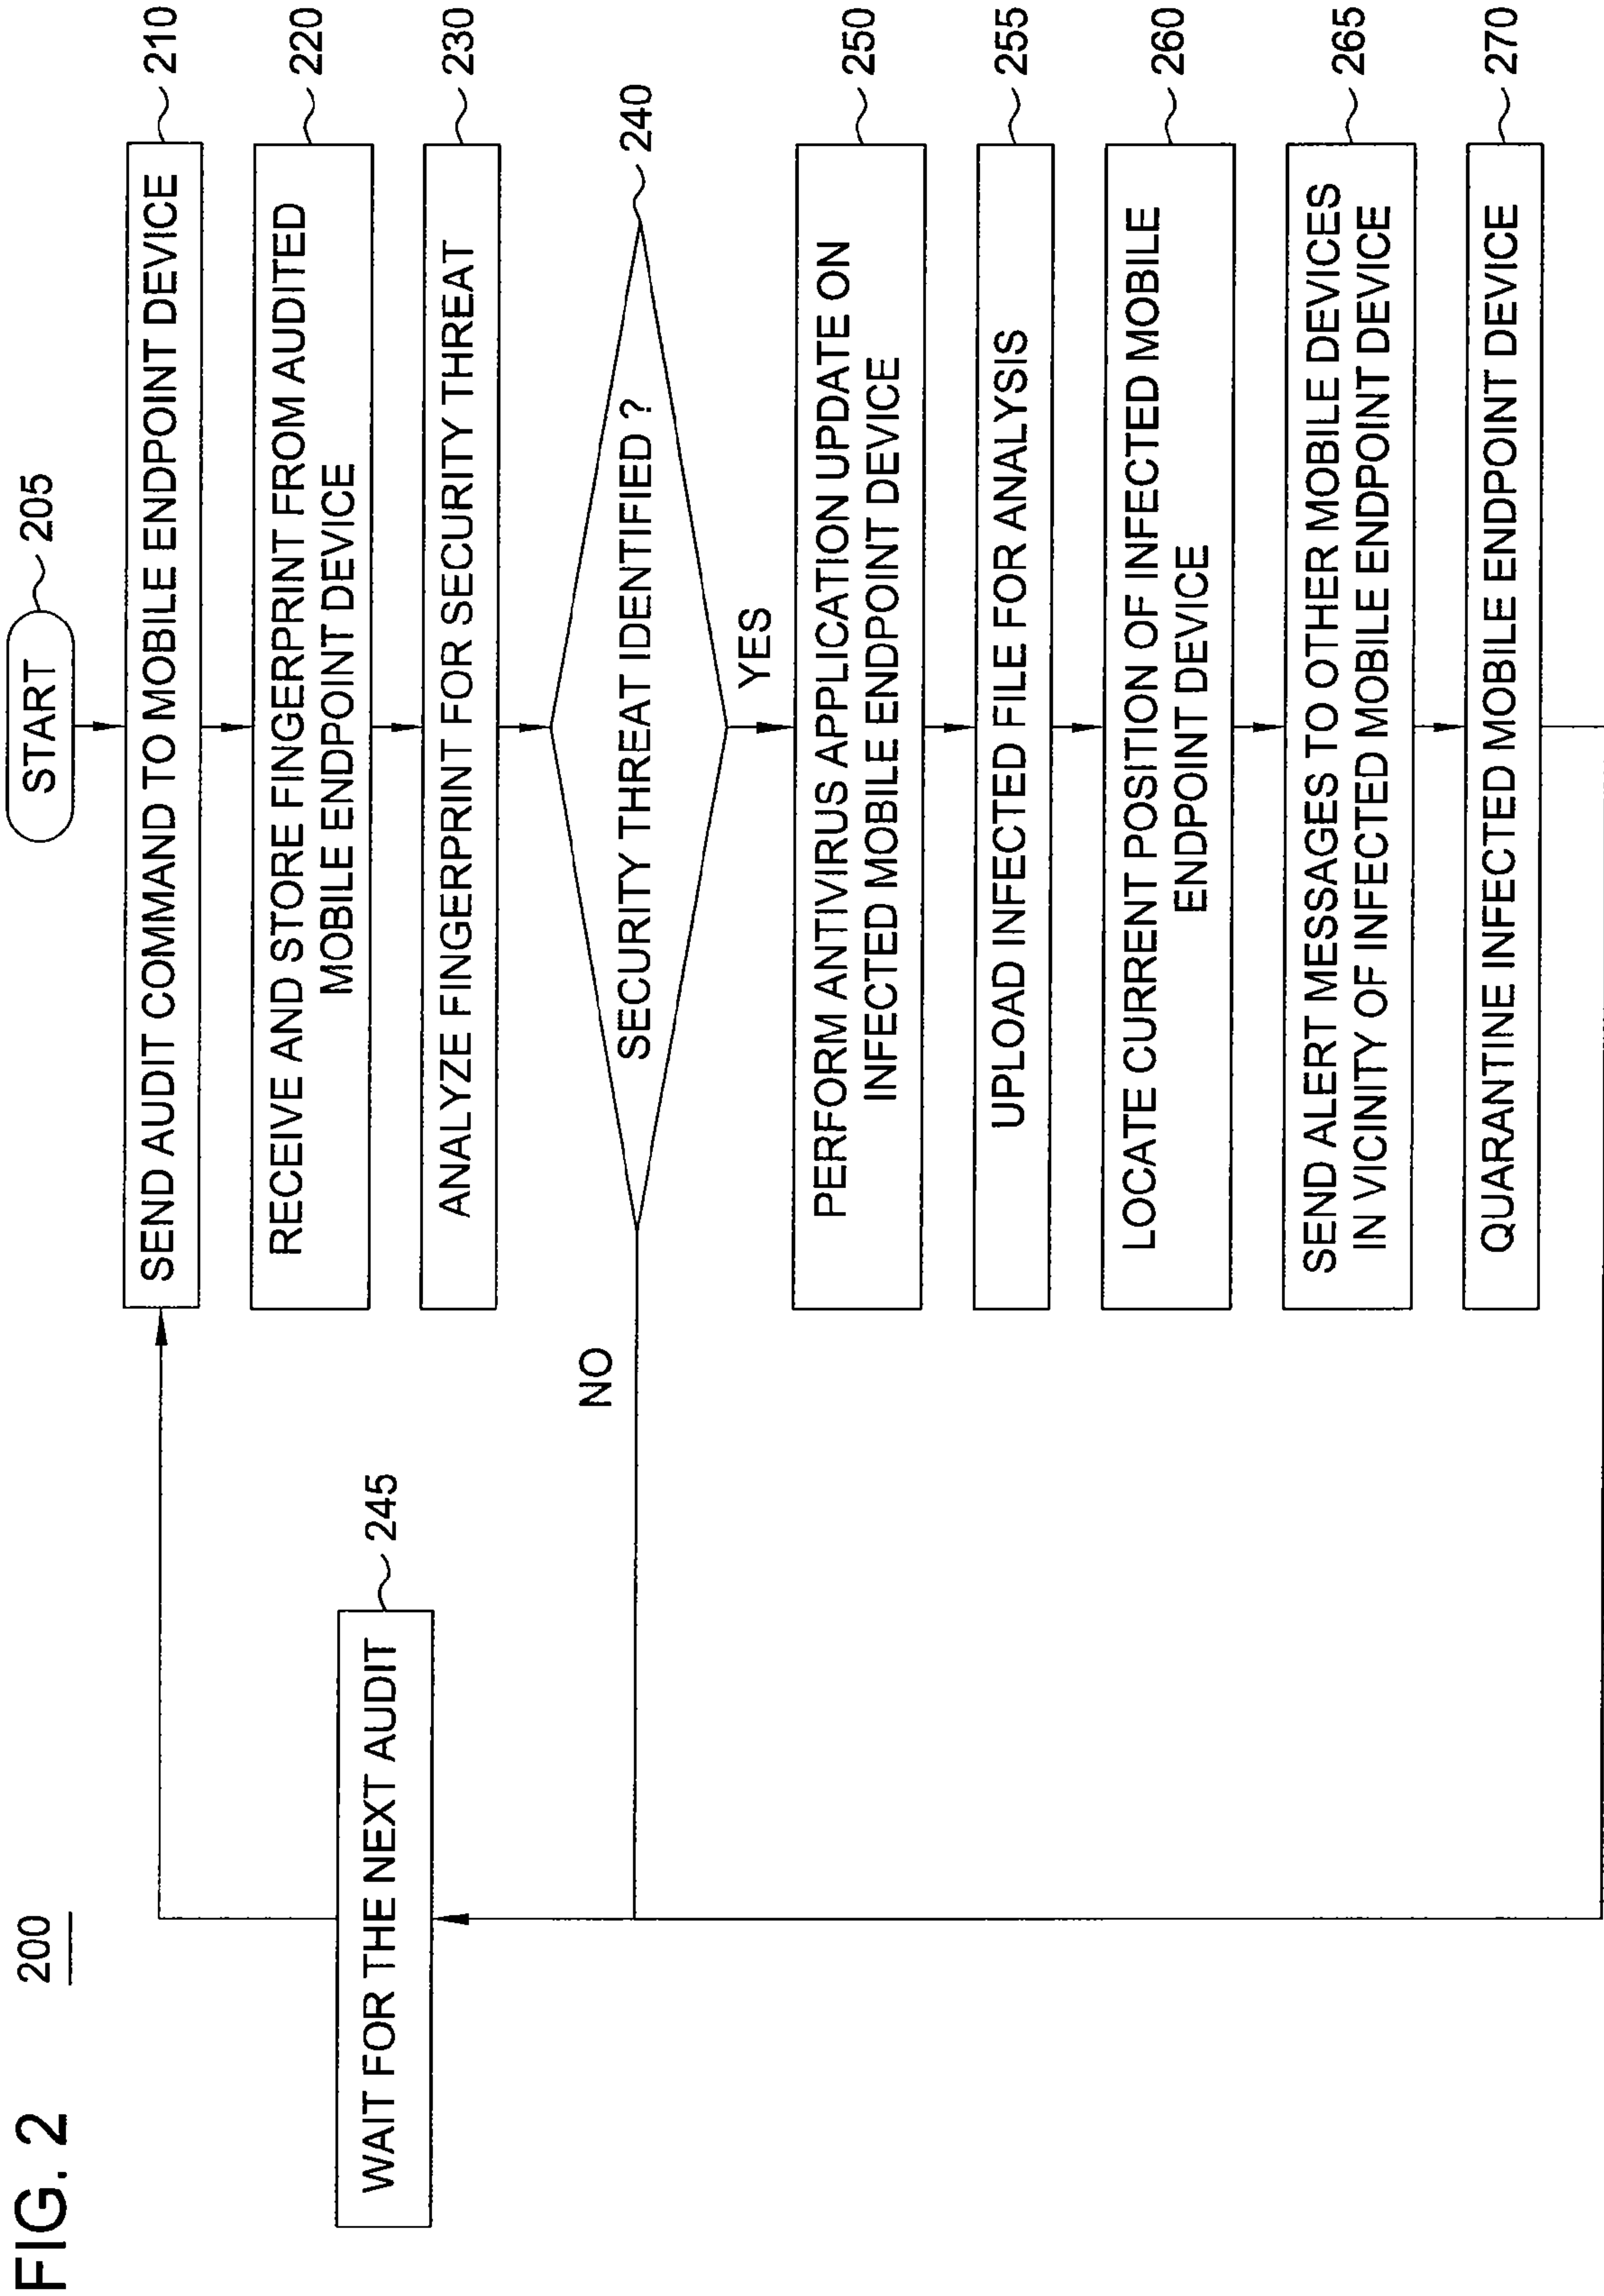 FIG. 2
200
START
205
SEND AUDIT COMMAND TO MOBILE ENDPOINT DEVICE
210
RECEIVE AND STORE FINGERPRINT FROM AUDITED
MOBILE ENDPOINT DEVICE
220
ANALYZE FINGERPRINT FOR SECURITY THREAT
230
SECURITY THREAT IDENTIFIED ?
240
NO
YES
WAIT FOR THE NEXT AUDIT
245
PERFORM ANTIVIRUS APPLICATION UPDATE ON
INFECTED MOBILE ENDPOINT DEVICE
250
UPLOAD INFECTED FILE FOR ANALYSIS
255
LOCATE CURRENT POSITION OF INFECTED MOBILE
ENDPOINT DEVICE
260
SEND ALERT MESSAGES TO OTHER MOBILE DEVICES
IN VICINITY OF INFECTED MOBILE ENDPOINT DEVICE
265
QUARANTINE INFECTED MOBILE ENDPOINT DEVICE
270